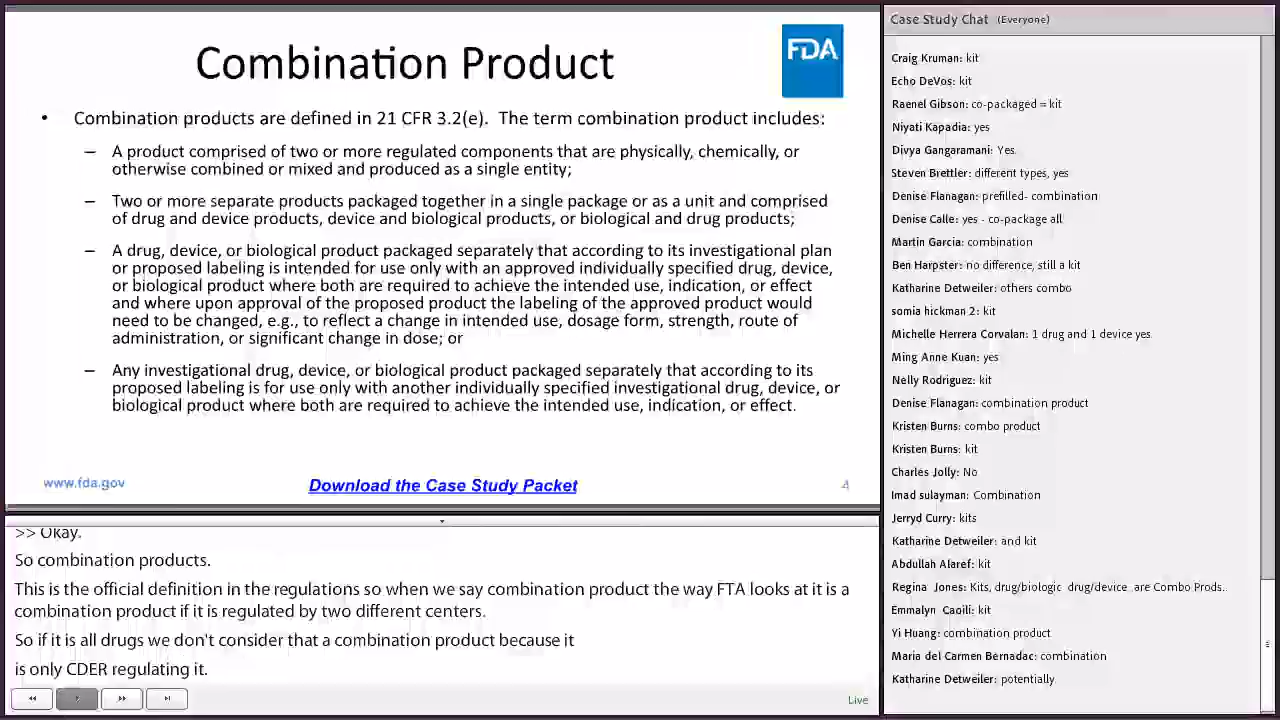 Combination Product
FDA
• Combination products are defined in 21 CFR 3.2(e). The term combination product includes:
– A product comprised of two or more regulated components that are physically, chemically, or
otherwise combined or mixed and produced as a single entity;
– Two or more separate products packaged together in a single package or as a unit and comprised
of drug and device products, device and biological products, or biological and drug products;
– A drug, device, or biological product packaged separately that according to its investigational plan
or proposed labeling is intended for use only with an approved individually specified drug, device,
or biological product where both are required to achieve the intended use, indication, or effect
and where upon approval of the proposed product the labeling of the approved product would
need to be changed, e.g., to reflect a change in intended use, dosage form, strength, route of
administration, or significant change in dose; or
– Any investigational drug, device, or biological product packaged separately that according to its
proposed labeling is for use only with another individually specified investigational drug, device, or
biological product where both are required to achieve the intended use, indication, or effect.
www.fda.gov
Download the Case Study Packet
4
>> Okay.
So combination products.
This is the official definition in the regulations so when we say combination product the way FTA looks at it is a
combination product if it is regulated by two different centers.
So if it is all drugs we don't consider that a combination product because it
is only CDER regulating it.
Live
Case Study Chat (Everyone)
Craig Kruman: kit
Echo DeVos: kit
Raenel Gibson: co-packaged = kit
Niyati Kapadia: yes
Divya Gangaramani: Yes.
Steven Brettler: different types, yes
Denise Flanagan: prefilled- combination
Denise Calle: yes - co-package all
Martin Garcia: combination
Ben Harpster: no difference, still a kit
Katharine Detweiler: others combo
somia hickman 2: kit
Michelle Herrera Corvalan: 1 drug and 1 device yes
Ming Anne Kuan: yes
Nelly Rodriguez: kit
Denise Flanagan: combination product
Kristen Burns: combo product
Kristen Burns: kit
Charles Jolly: No
Imad sulayman: Combination
Jerryd Curry: kits
Katharine Detweiler: and kit
Abdullah Alaref: kit
Regina Jones: Kits, drug/biologic drug/device are Combo Prods..
Emmalyn Caoili: kit
Yi Huang: combination product
Maria del Carmen Bernadac: combination
Katharine Detweiler: potentially